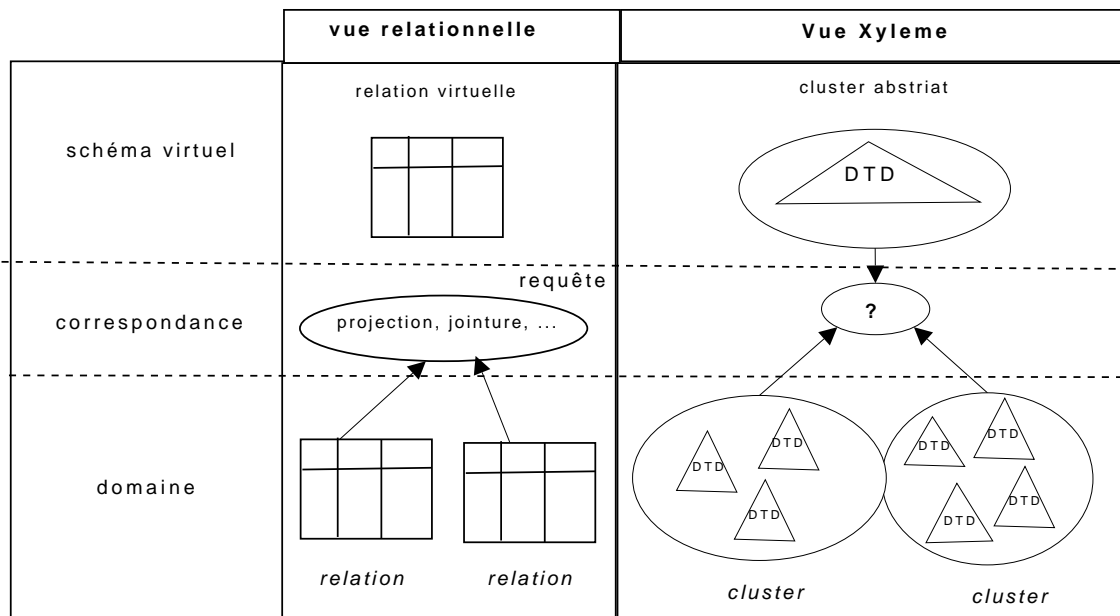 vue relationnelle
Vue Xyleme
schéma virtuel
relation virtuelle
cluster abstriat
DTD
correspondance
requête
projection, jointure, ...
?
domaine
relation
relation
DTD
DTD
DTD
cluster
DTD
DTD
DTD
DTD
cluster